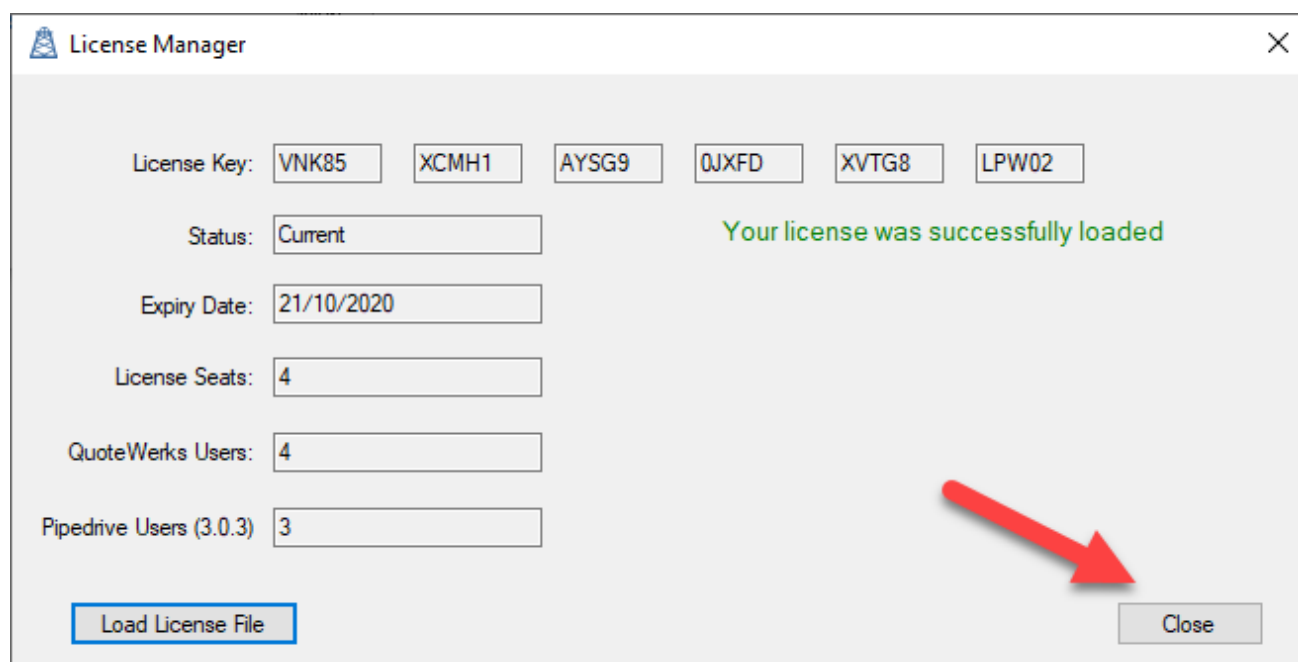 License Manager
License Key: VNK85 XCMH1 AYSG9 0JXFD XVTG8 LPW02
Status: Current Your license was successfully loaded
Expiry Date: 21/10/2020
License Seats: 4
QuoteWerks Users: 4
Pipedrive Users (3.0.3) 3
Load License File Close